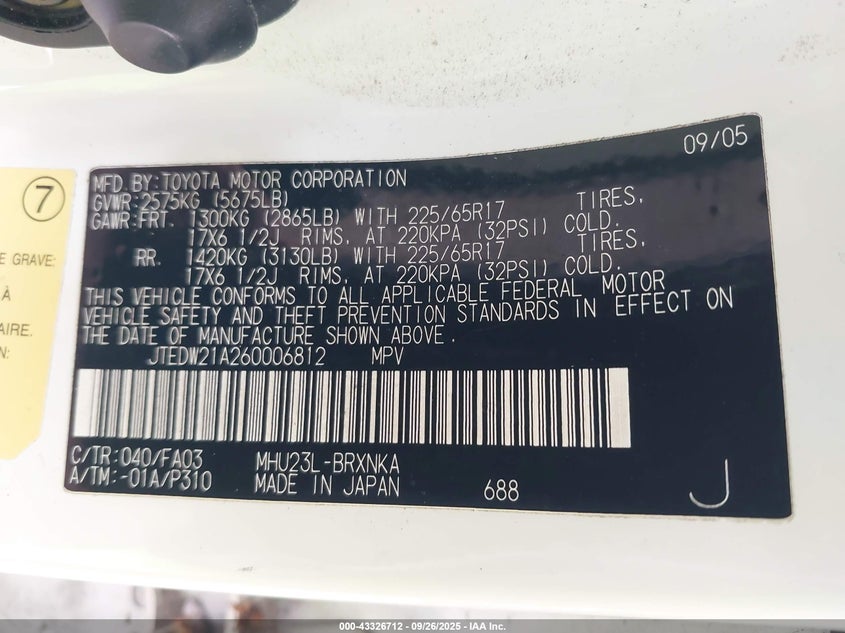 09/05
MFD. BY: TOYOTA MOTOR CORPORATION
GVWR: 2575KG (5675LB)
GAWR: FRT. 1300KG (2865LB) WITH 225/65R17 TIRES,
17X6 1/2J RIMS, AT 220KPA (32PSI) COLD.
RR. 1420KG (3130LB) WITH 225/65R17 TIRES,
17X6 1/2J RIMS, AT 220KPA (32PSI) COLD.
THIS VEHICLE CONFORMS TO ALL APPLICABLE FEDERAL MOTOR
VEHICLE SAFETY AND THEFT PREVENTION STANDARDS IN EFFECT ON
THE DATE OF MANUFACTURE SHOWN ABOVE.
JTEDW21A260006812 MPV
C/TR: 040/FA03 MHU23L-BRXNKA
A/TM: -01A/P310 MADE IN JAPAN 688 J
7
E GRAVE:
À
AIRE.
N:
000-43326712 - 09/26/2025 - IAA Inc.